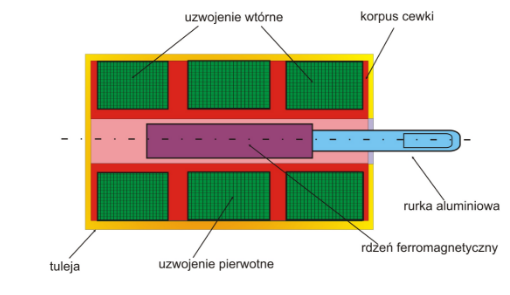 uzwojenie wtórne
korpus cewki
rurka aluminiowa
rdzeń ferromagnetyczny
uzwojenie pierwotne
tuleja